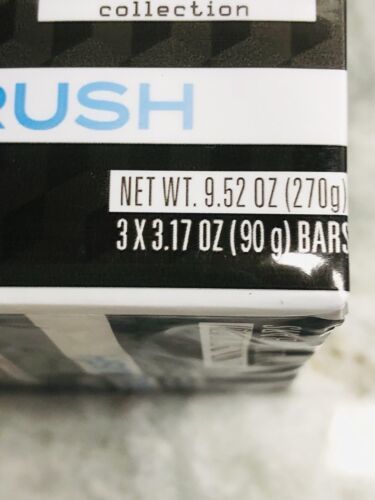 collection
RUSH
NET WT. 9.52 OZ (270g)
3 X 3.17 OZ (90 g) BARS